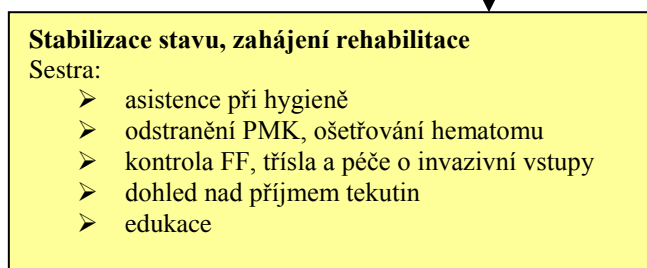 Stabilizace stavu, zahájení rehabilitace
Sestra:
➢ asistence při hygieně
➢ odstranění PMK, ošetřování hematomu
➢ kontrola FF, třísla a péče o invazivní vstupy
➢ dohled nad příjmem tekutin
➢ edukace